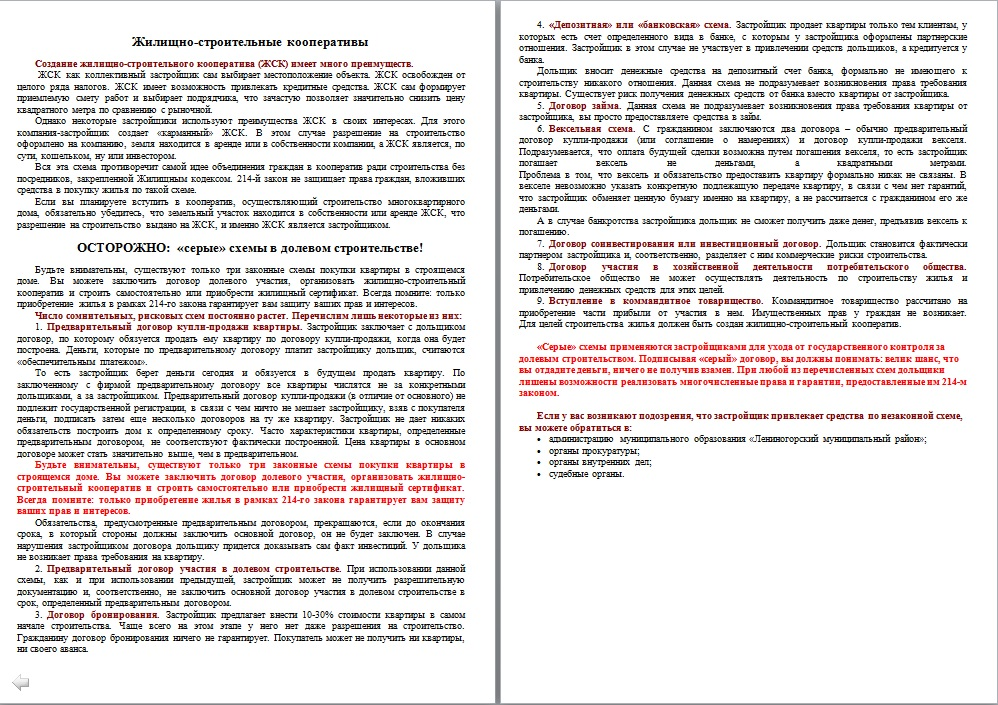 Жилищно-строительные кооперативы
Создание жилищно-строительного кооператива (ЖСК) имеет много преимуществ.
ЖСК как коллективный застройщик сам выбирает местоположение объекта. ЖСК освобожден от
целого ряда налогов. ЖСК имеет возможность привлекать кредитные средства. ЖСК сам формирует
приемлемую смету работ и выбирает подрядчика, что зачастую позволяет значительно снизить цену
квадратного метра по сравнению с рыночной.
Однако некоторые застройщики используют преимущества ЖСК в своих интересах. Для этого
компания-застройщик создает «карманный» ЖСК. В этом случае разрешение на строительство
оформлено на компанию, земля находится в аренде или в собственности компании, а ЖСК является, по
сути, кошельком, ну или инвестором.
Вся эта схема противоречит самой идее объединения граждан в кооператив ради строительства без
посредников, закрепленной Жилищным кодексом. 214-й закон не защищает права граждан, вложивших
средства в покупку жилья по такой схеме.
Если вы планируете вступить в кооператив, осуществляющий строительство многоквартирного
дома, обязательно убедитесь, что земельный участок находится в собственности или аренде ЖСК, что
разрешение на строительство выдано на ЖСК, и именно ЖСК является застройщиком.
ОСТОРОЖНО: «серые» схемы в долевом строительстве!
Будьте внимательны, существуют только три законные схемы покупки квартиры в строящемся
доме. Вы можете заключить договор долевого участия, организовать жилищно-строительный
кооператив и строить самостоятельно или приобрести жилищный сертификат. Всегда помните: только
приобретение жилья в рамках 214-го закона гарантирует вам защиту ваших прав и интересов.
Число сомнительных, рисковых схем постоянно растет. Перечислим лишь некоторые из них:
1. Предварительный договор купли-продажи квартиры. Застройщик заключает с дольщиком
договор, по которому обязуется продать ему квартиру по договору купли-продажи, когда она будет
построена. Деньги, которые по предварительному договору платит застройщику дольщик, считаются
«обеспечительным платежом».
То есть застройщик берет деньги сегодня и обязуется в будущем продать квартиру. По
заключенному с фирмой предварительному договору все квартиры числятся не за конкретными
дольщиками, а за застройщиком. Предварительный договор купли-продажи (в отличие от основного) не
подлежит государственной регистрации, в связи с чем ничто не мешает застройщику, взяв с покупателя
деньги, подписать затем еще несколько договоров на ту же квартиру. Застройщик не дает никаких
обязательств построить дом к определенному сроку. Часто характеристики квартиры, определенные
предварительным договором, не соответствуют фактически построенной. Цена квартиры в основном
договоре может стать значительно выше, чем в предварительном.
Будьте внимательны, существуют только три законные схемы покупки квартиры в
строящемся доме. Вы можете заключить договор долевого участия, организовать жилищно-
строительный кооператив и строить самостоятельно или приобрести жилищный сертификат.
Всегда помните: только приобретение жилья в рамках 214-го закона гарантирует вам защиту
ваших прав и интересов.
Обязательства, предусмотренные предварительным договором, прекращаются, если до окончания
срока, в который стороны должны заключить основной договор, он не будет заключен. В случае
нарушения застройщиком договора дольщику придется доказывать сам факт инвестиций. У дольщика
не возникает права требования на квартиру.
2. Предварительный договор участия в долевом строительстве. При использовании данной
схемы, как и при использовании предыдущей, застройщик может не получить разрешительную
документацию и, соответственно, не заключить основной договор участия в долевом строительстве в
срок, определенный предварительным договором.
3. Договор бронирования. Застройщик предлагает внести 10-30% стоимости квартиры в самом
начале строительства. Чаще всего на этом этапе у него нет даже разрешения на строительство.
Гражданину договор бронирования ничего не гарантирует. Покупатель может не получить ни квартиры,
ни своего аванса.
4. «Депозитная» или «банковская» схема. Застройщик продает квартиры только тем клиентам, у
которых есть счет определенного вида в банке, с которым у застройщика оформлены партнерские
отношения. Застройщик в этом случае не участвует в привлечении средств дольщиков, а кредитуется у
банка.
Дольщик вносит денежные средства на депозитный счет банка, формально не имеющего к
строительству никакого отношения. Данная схема не подразумевает возникновения права требования
квартиры. Существует риск получения денежных средств от банка вместо квартиры от застройщика.
5. Договор займа. Данная схема не подразумевает возникновения права требования квартиры от
застройщика, вы просто предоставляете средства в займ.
6. Вексельная схема. С гражданином заключаются два договора – обычно предварительный
договор купли-продажи (или соглашение о намерениях) и договор купли-продажи векселя.
Подразумевается, что оплата будущей сделки возможна путем погашения векселя, то есть застройщик
погашает вексель не деньгами, а квадратными метрами.
Проблема в том, что вексель и обязательство предоставить квартиру формально никак не связаны. В
векселе невозможно указать конкретную подлежащую передаче квартиру, в связи с чем нет гарантий,
что застройщик обменяет ценную бумагу именно на квартиру, а не рассчитается с гражданином его же
деньгами.
А в случае банкротства застройщика дольщик не сможет получить даже денег, предъявив вексель к
погашению.
7. Договор соинвестирования или инвестиционный договор. Дольщик становится фактически
партнером застройщика и, соответственно, разделяет с ним коммерческие риски строительства.
8. Договор участия в хозяйственной деятельности потребительского общества.
Потребительское общество не может осуществлять деятельность по строительству жилья и
привлечению денежных средств для этих целей.
9. Вступление в коммандитное товарищество. Коммандитное товарищество рассчитано на
приобретение части прибыли от участия в нем. Имущественных прав у граждан не возникает.
Для целей строительства жилья должен быть создан жилищно-строительный кооператив.
«Серые» схемы применяются застройщиками для ухода от государственного контроля за
долевым строительством. Подписывая «серый» договор, вы должны понимать: велик шанс, что
вы отдадите деньги, ничего не получив взамен. При любой из перечисленных схем дольщики
лишены возможности реализовать многочисленные права и гарантии, предоставленные им 214-м
законом.
Если у вас возникают подозрения, что застройщик привлекает средства по незаконной схеме,
вы можете обратиться в:
• администрацию муниципального образования «Лениногорский муниципальный район»;
• органы прокуратуры;
• органы внутренних дел;
• судебные органы.